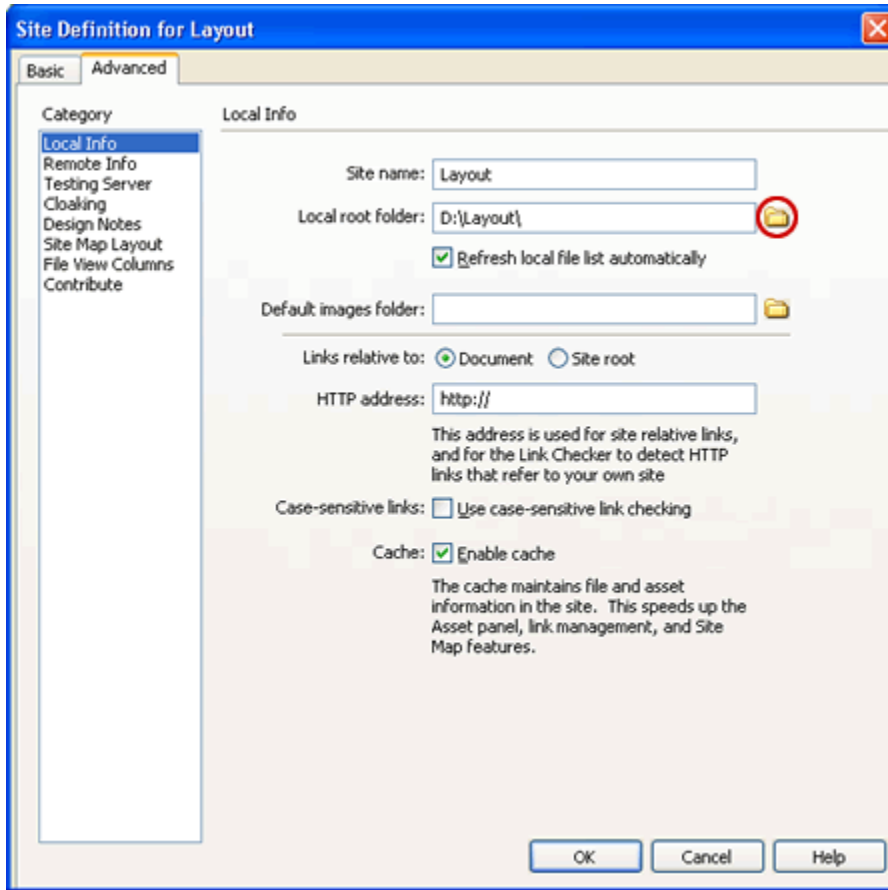 Site Definition for Layout
Basic
Advanced
Category
Local Info
Remote Info
Testing Server
Cloaking
Design Notes
Site Map Layout
File View Columns
Contribute
Local Info
Site name: Layout
Local root folder: D:\Layout\
Refresh local file list automatically
Default images folder:
Links relative to: Document Site root
HTTP address: http://
This address is used for site relative links,
and for the Link Checker to detect HTTP
links that refer to your own site
Case-sensitive links: Use case-sensitive link checking
Cache: Enable cache
The cache maintains file and asset
information in the site. This speeds up the
Asset panel, link management, and Site
Map features.
OK Cancel Help